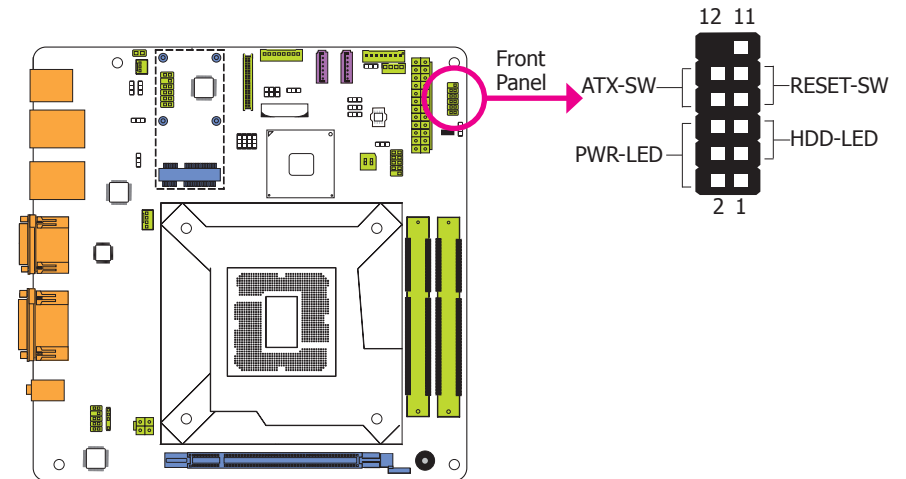 12 11
Front
Panel
ATX-SW
RESET-SW
PWR-LED
HDD-LED
2 1